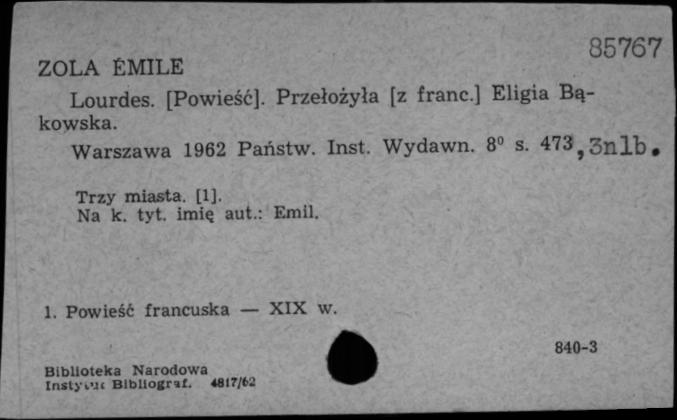 85767
ZOLA ÉMILE
Lourdes. [Powieść]. Przełożyła [z franc.] Eligia Bą-
kowska.
Warszawa 1962 Państw. Inst. Wydawn. 8⁰ s. 473, 3nlb.
Trzy miasta. [1].
Na k. tyt. imię aut.: Emil.
1. Powieść francuska — XIX w.
840-3
Biblioteka Narodowa
Instytut Bibliograf. 4817/62